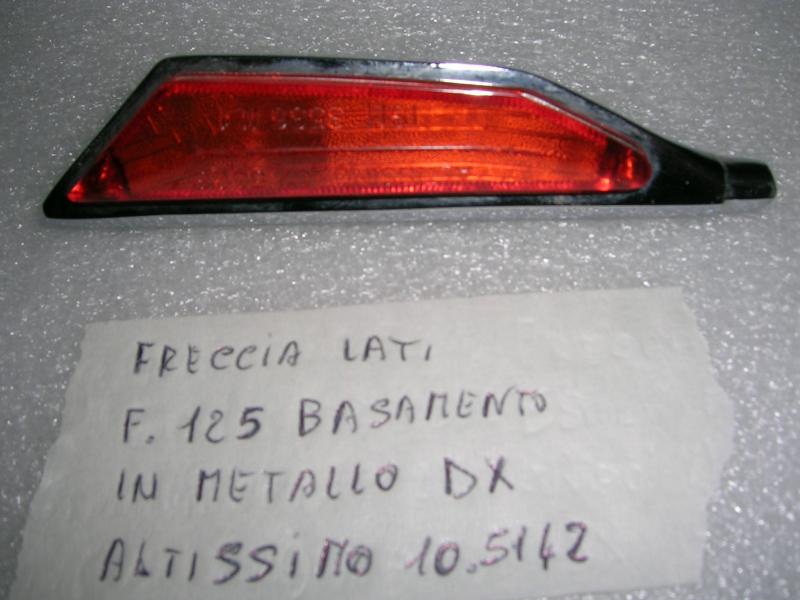 FRECCIA LATI
F. 125 BASAMENTO
IN METALLO DX
ALTISSIMO 10.5142